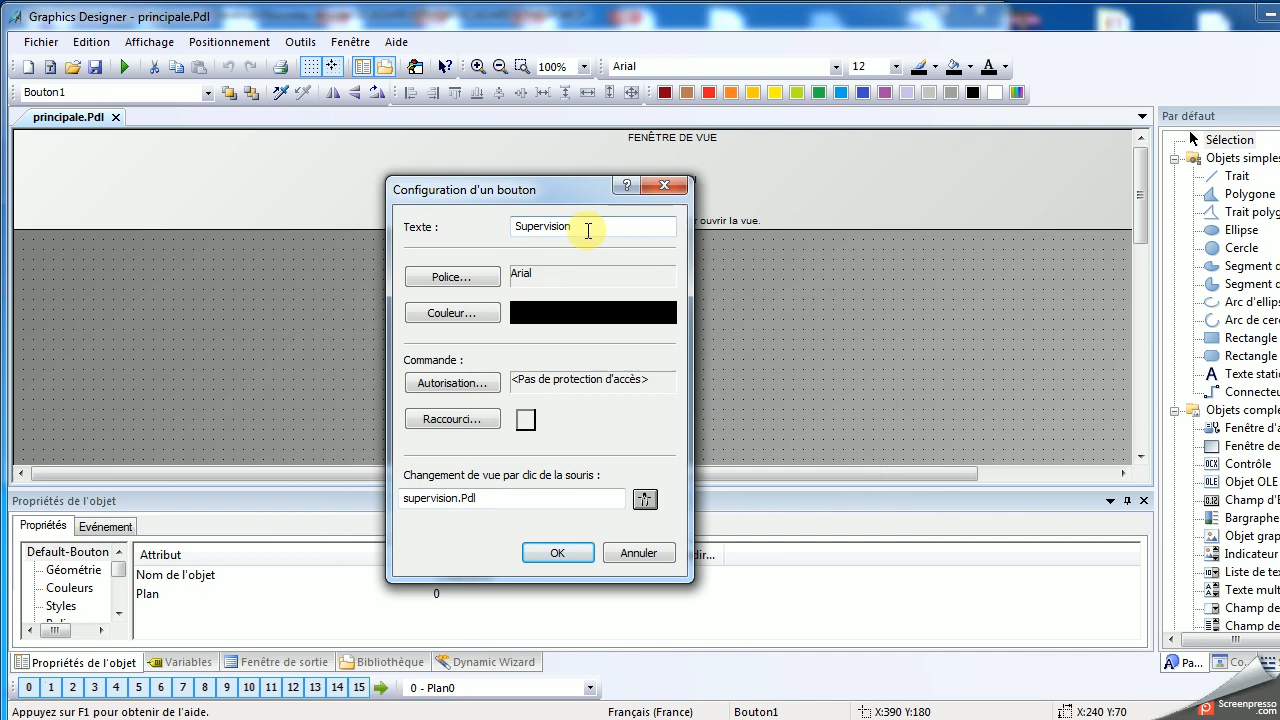 Graphics Designer - principale.Pdl
Fichier Edition Affichage Positionnement Outils Fenêtre Aide
100% Arial 12
Bouton1
principale.Pdl
Par défaut
FENÊTRE DE VUE
r ouvrir la vue.
Sélection
Objets simples
Trait
Polygone
Trait polyg
Ellipse
Cercle
Segment d
Segment d
Arc d'ellips
Arc de cerc
Rectangle
Rectangle
Texte stati
Connecteu
Objets comple
Fenêtre d'a
Fenêtre de
Contrôle
Objet OLE
Champ d'E
Bargraphe
Objet grap
Indicateur
Liste de tex
Texte mult
Champ de
Champ de
Configuration d'un bouton
Texte : Supervision
Police... Arial
Couleur...
Commande :
Autorisation... <Pas de protection d'accès>
Raccourci...
Changement de vue par clic de la souris :
supervision.Pdl
OK Annuler
Propriétés de l'objet
Propriétés Evénement
Default-Bouton
Géométrie
Couleurs
Styles
Attribut
dir...
Nom de l'objet
Plan 0
Propriétés de l'objet Variables Fenêtre de sortie Bibliothèque Dynamic Wizard
Pa... Co...
0 1 2 3 4 5 6 7 8 9 10 11 12 13 14 15 0 - Plan0
Appuyez sur F1 pour obtenir de l'aide. Français (France) Bouton1 X:390 Y:180 X:240 Y:70
Screenpresso
.com